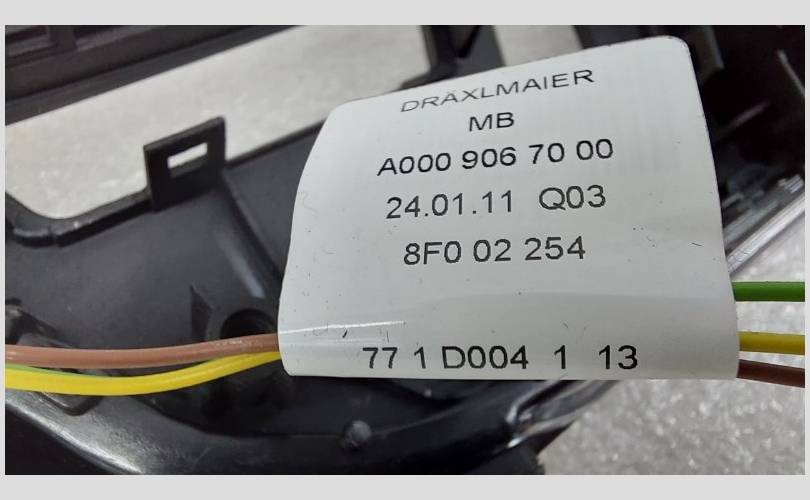 DRÄXLMAIER
MB
A000 906 70 00
24.01.11 Q03
8F0 02 254
77 1 D004 1 13